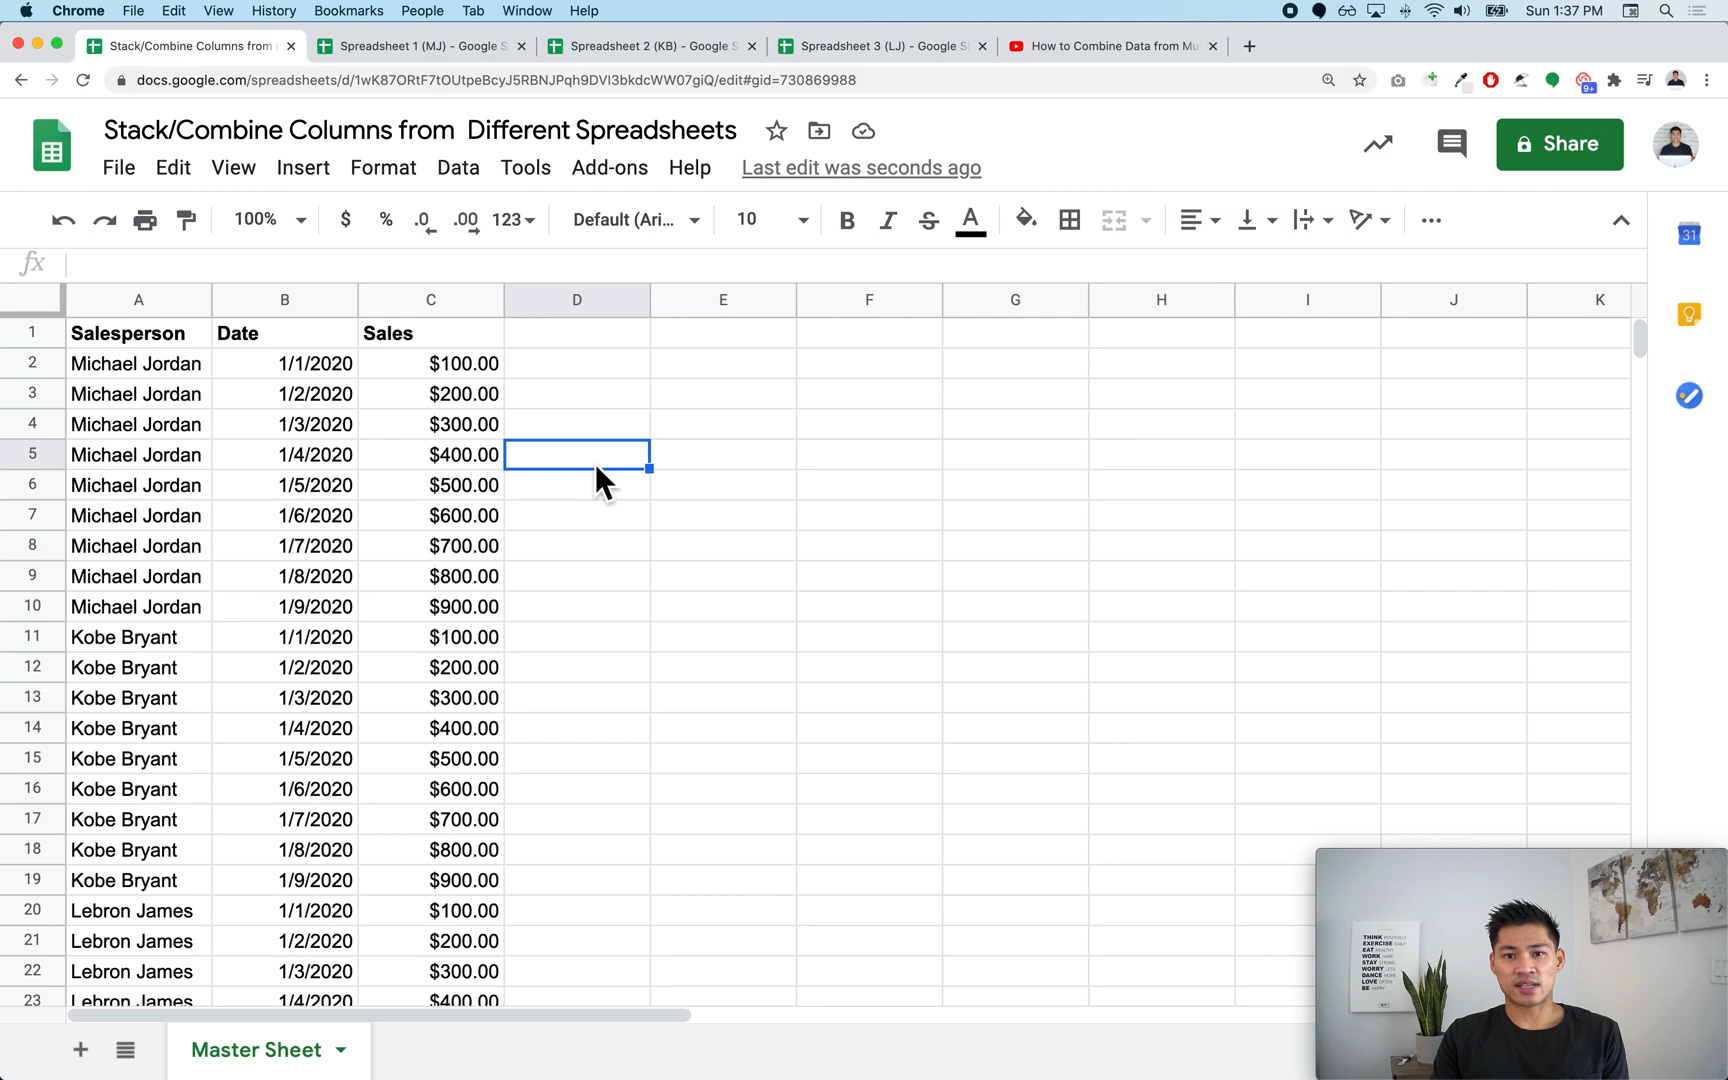 Chrome File Edit View History Bookmarks People Tab Window Help Sun 1:37 PM
Stack/Combine Columns from Spreadsheet 1 (MJ) - Google S Spreadsheet 2 (KB) - Google S Spreadsheet 3 (LJ) - Google Sh How to Combine Data from Mu
docs.google.com/spreadsheets/d/1wK87ORtF7tOUtpeBcyJ5RBNJPqh9DVI3bkdcWW07giQ/edit#gid=730869988 9+
Stack/Combine Columns from Different Spreadsheets
File Edit View Insert Format Data Tools Add-ons Help Last edit was seconds ago
Share
100% $ % .0 .00 123 Default (Ari... 10 B I S A
31
fx
A B C D E F G H I J K
1 Salesperson Date Sales
2 Michael Jordan 1/1/2020 $100.00
3 Michael Jordan 1/2/2020 $200.00
4 Michael Jordan 1/3/2020 $300.00
5 Michael Jordan 1/4/2020 $400.00
6 Michael Jordan 1/5/2020 $500.00
7 Michael Jordan 1/6/2020 $600.00
8 Michael Jordan 1/7/2020 $700.00
9 Michael Jordan 1/8/2020 $800.00
10 Michael Jordan 1/9/2020 $900.00
11 Kobe Bryant 1/1/2020 $100.00
12 Kobe Bryant 1/2/2020 $200.00
13 Kobe Bryant 1/3/2020 $300.00
14 Kobe Bryant 1/4/2020 $400.00
15 Kobe Bryant 1/5/2020 $500.00
16 Kobe Bryant 1/6/2020 $600.00
17 Kobe Bryant 1/7/2020 $700.00
18 Kobe Bryant 1/8/2020 $800.00
19 Kobe Bryant 1/9/2020 $900.00
20 Lebron James 1/1/2020 $100.00
21 Lebron James 1/2/2020 $200.00
22 Lebron James 1/3/2020 $300.00
23 Lebron James 1/4/2020 $400.00
THINK POSITIVELY
EXERCISE DAILY
EAT HEALTHY
WORK HARD
STAY STRONG
WORRY LESS
DANCE MORE
LOVE OFTEN
BE HAPPY
Master Sheet